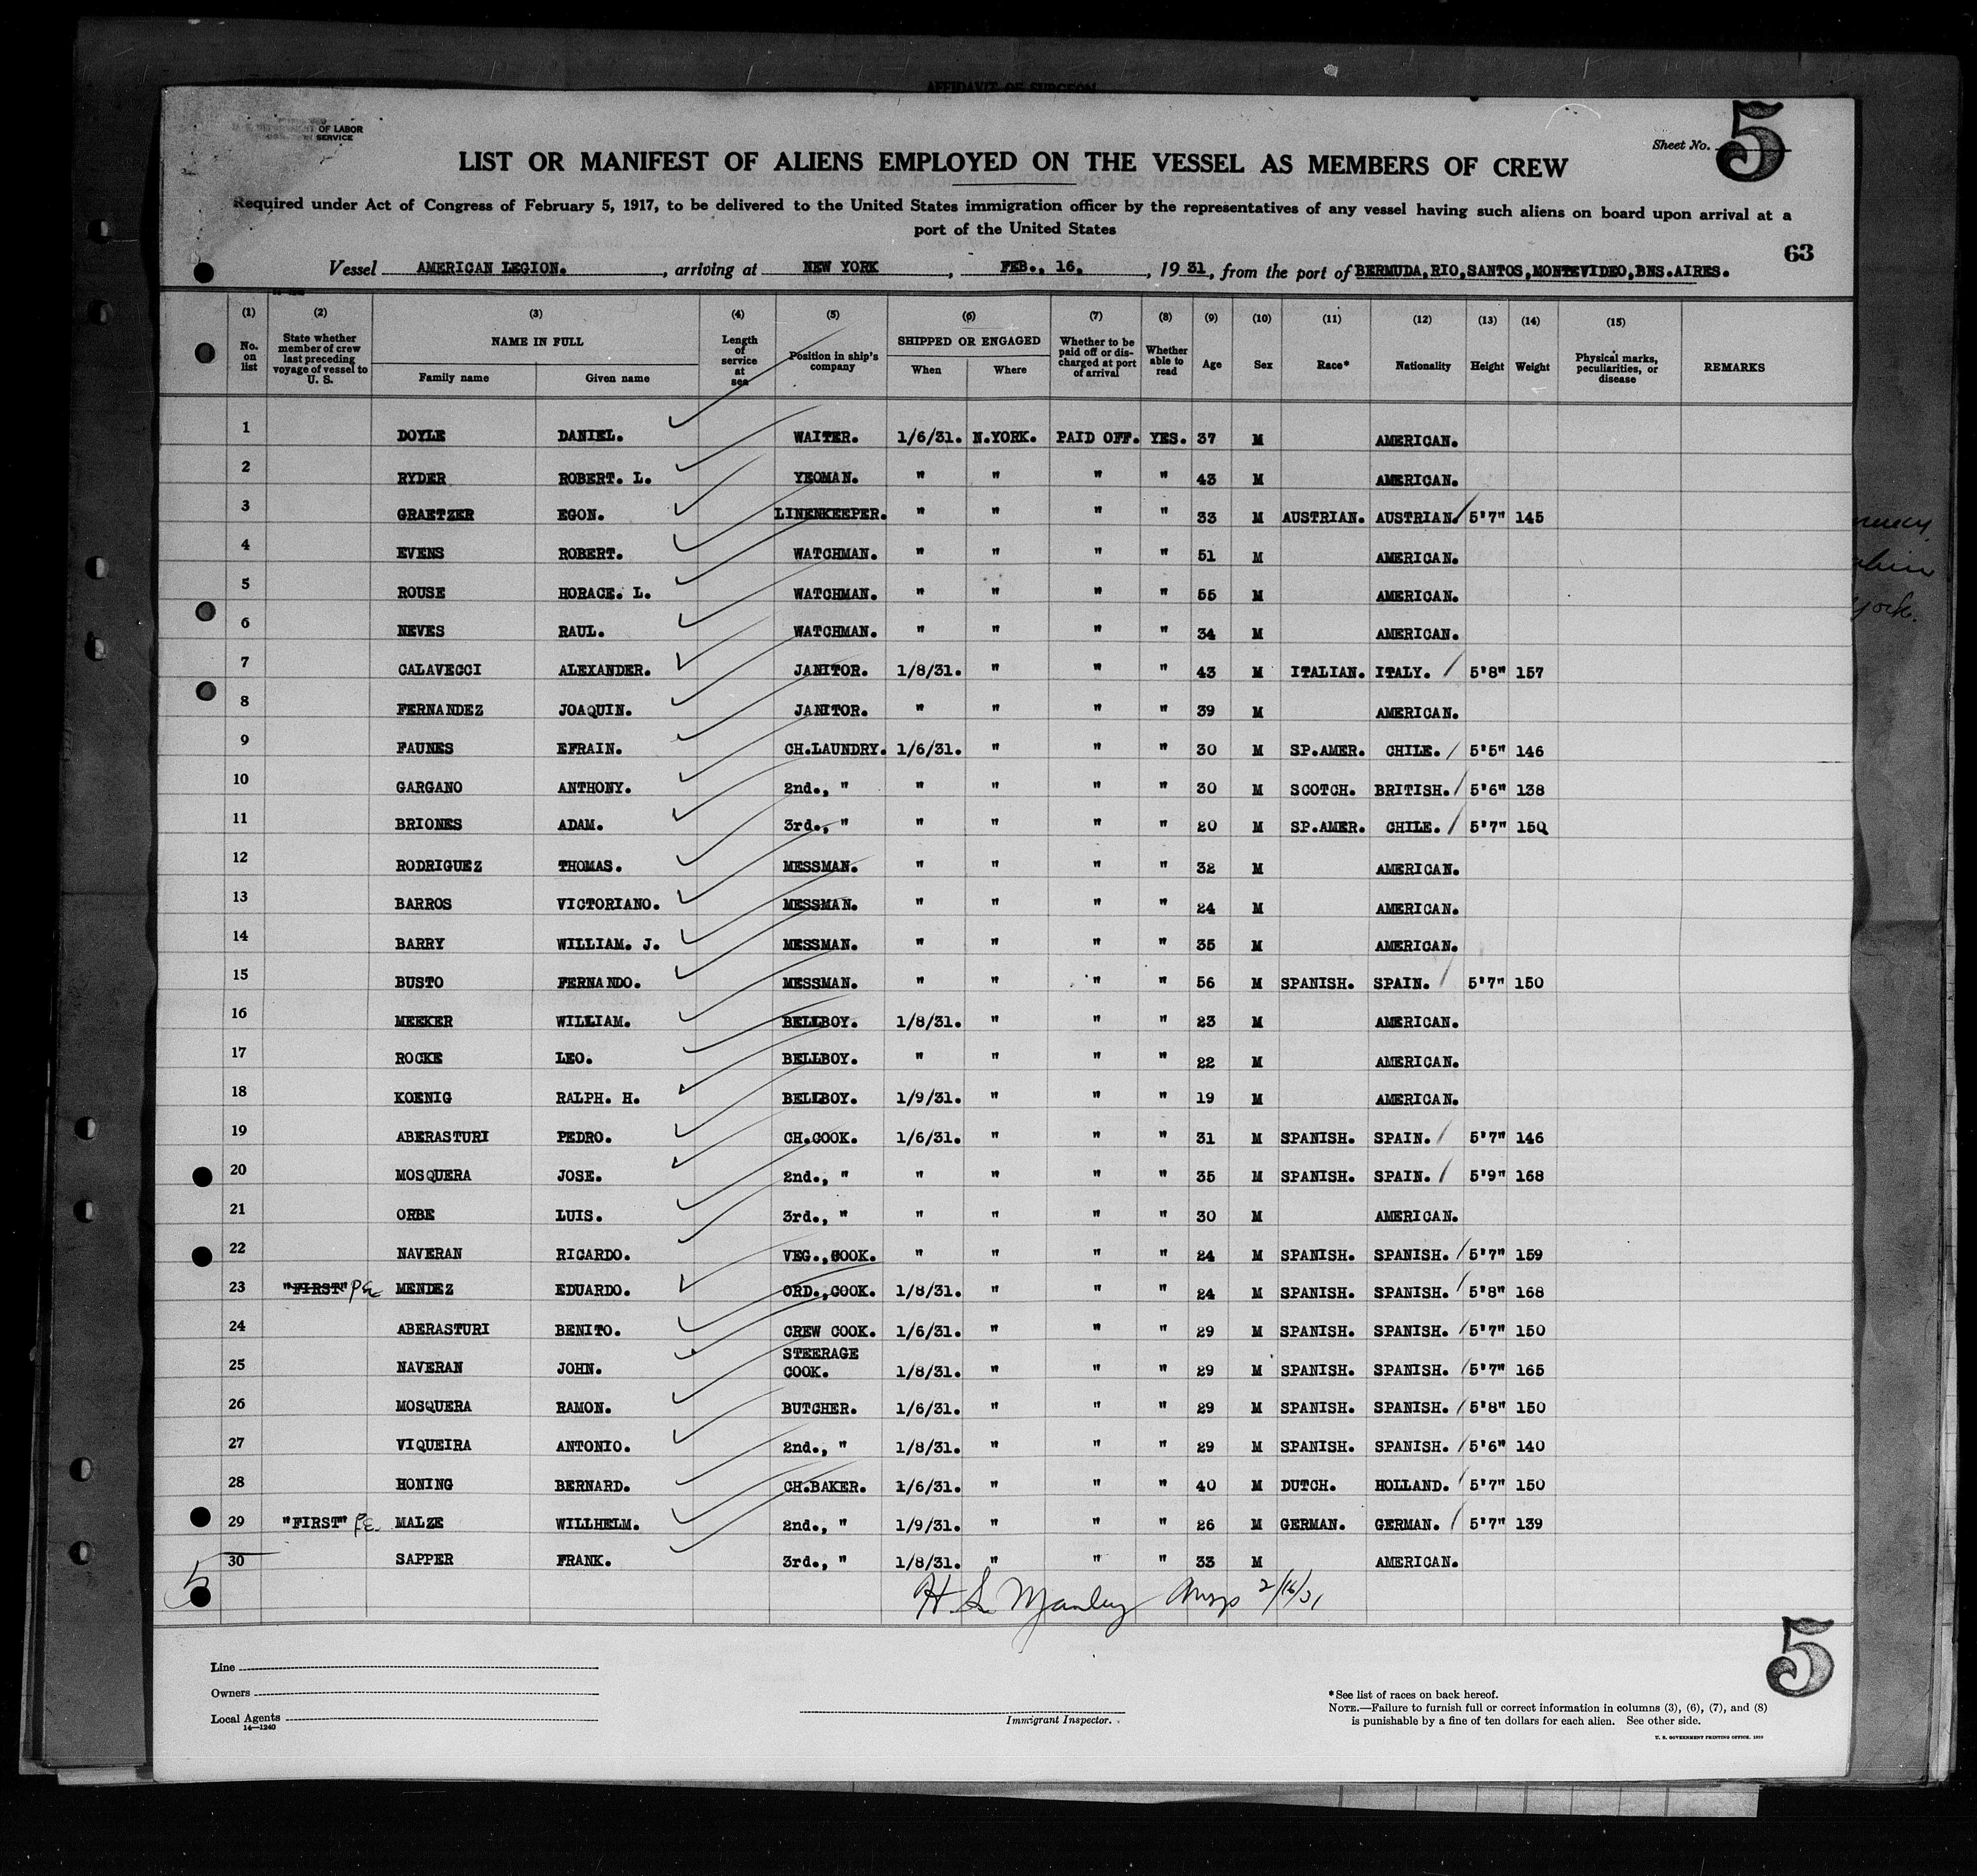 AFFIDAVIT OF SURGEON
OF LABOR
SERVICE
Sheet No. 5
LIST OR MANIFEST OF ALIENS EMPLOYED ON THE VESSEL AS MEMBERS OF CREW
Required under Act of Congress of February 5, 1917, to be delivered to the United States immigration officer by the representatives of any vessel having such aliens on board upon arrival at a
port of the United States
63
Vessel AMERICAN LEGION. , arriving at NEW YORK , FEB., 16. , 1931, from the port of BERMUDA,RIO,SANTOS,MONTEVIDEO,BNS.AIRES.
(1) No. on list (2) State whether member of crew last preceding voyage of vessel to U. S. (3) NAME IN FULL Family name Given name (4) Length of service at sea (5) Position in ship's company (6) SHIPPED OR ENGAGED When Where (7) Whether to be paid off or discharged at port of arrival (8) Whether able to read (9) Age (10) Sex (11) Race* (12) Nationality (13) Height (14) Weight (15) Physical marks, peculiarities, or disease REMARKS
1 DOYLE DANIEL. WAITER. 1/6/31. N.YORK. PAID OFF. YES. 37 M AMERICAN.
2 RYDER ROBERT. L. YEOMAN. " " " " 43 M AMERICAN.
3 GRAETZER EGON. LINENKEEPER. " " " " 33 M AUSTRIAN. AUSTRIAN. 5'7" 145
4 EVENS ROBERT. WATCHMAN. " " " " 51 M AMERICAN.
5 ROUSE HORACE. L. WATCHMAN. " " " " 55 M AMERICAN.
6 NEVES RAUL. WATCHMAN. " " " " 34 M AMERICAN.
7 CALAVECCI ALEXANDER. JANITOR. 1/8/31. " " " 43 M ITALIAN. ITALY. 5'8" 157
8 FERNANDEZ JOAQUIN. JANITOR. " " " " 39 M AMERICAN.
9 FAUNES EFRAIN. CH.LAUNDRY. 1/6/31. " " " 30 M SP.AMER. CHILE. 5'5" 146
10 GARGANO ANTHONY. 2nd., " " " " " 30 M SCOTCH. BRITISH. 5'6" 138
11 BRIONES ADAM. 3rd., " " " " " 20 M SP.AMER. CHILE. 5'7" 150
12 RODRIGUEZ THOMAS. MESSMAN. " " " " 32 M AMERICAN.
13 BARROS VICTORIANO. MESSMAN. " " " " 24 M AMERICAN.
14 BARRY WILLIAM. J. MESSMAN. " " " " 35 M AMERICAN.
15 BUSTO FERNANDO. MESSMAN. " " " " 56 M SPANISH. SPAIN. 5'7" 150
16 MEEKER WILLIAM. BELLBOY. 1/8/31. " " " 23 M AMERICAN.
17 ROCKE LEO. BELLBOY. " " " " 22 M AMERICAN.
18 KOENIG RALPH. H. BELLBOY. 1/9/31. " " " 19 M AMERICAN.
19 ABERASTURI PEDRO. CH.COOK. 1/6/31. " " " 31 M SPANISH. SPAIN. 5'7" 146
20 MOSQUERA JOSE. 2nd., " " " " " 35 M SPANISH. SPAIN. 5'9" 168
21 ORBE LUIS. 3rd., " " " " " 30 M AMERICAN.
22 NAVERAN RICARDO. VEG.,COOK. " " " " 24 M SPANISH. SPANISH. 5'7" 159
23 "FIRST" MENDEZ EDUARDO. ORD.,COOK. 1/8/31. " " " 24 M SPANISH. SPANISH. 5'8" 168
24 ABERASTURI BENITO. CREW COOK. 1/6/31. " " " 29 M SPANISH. SPANISH. 5'7" 150
25 NAVERAN JOHN. STEERAGE COOK. 1/8/31. " " " 29 M SPANISH. SPANISH. 5'7" 165
26 MOSQUERA RAMON. BUTCHER. 1/6/31. " " " 29 M SPANISH. SPANISH. 5'8" 150
27 VIQUEIRA ANTONIO. 2nd., " 1/8/31. " " " 29 M SPANISH. SPANISH. 5'6" 140
28 HONING BERNARD. CH.BAKER. 1/6/31. " " " 40 M DUTCH. HOLLAND. 5'7" 150
29 "FIRST" MALZE WILLHELM. 2nd., " 1/9/31. " " " 26 M GERMAN. GERMAN. 5'7" 139
30 SAPPER FRANK. 3rd., " 1/8/31. " " " 33 M AMERICAN.
5
H. S. Manley 2/16/31
5
Line
Owners
Local Agents
14—1240
Immigrant Inspector.
*See list of races on back hereof.
NOTE.—Failure to furnish full or correct information in columns (3), (6), (7), and (8)
is punishable by a fine of ten dollars for each alien. See other side.
U. S. GOVERNMENT PRINTING OFFICE.